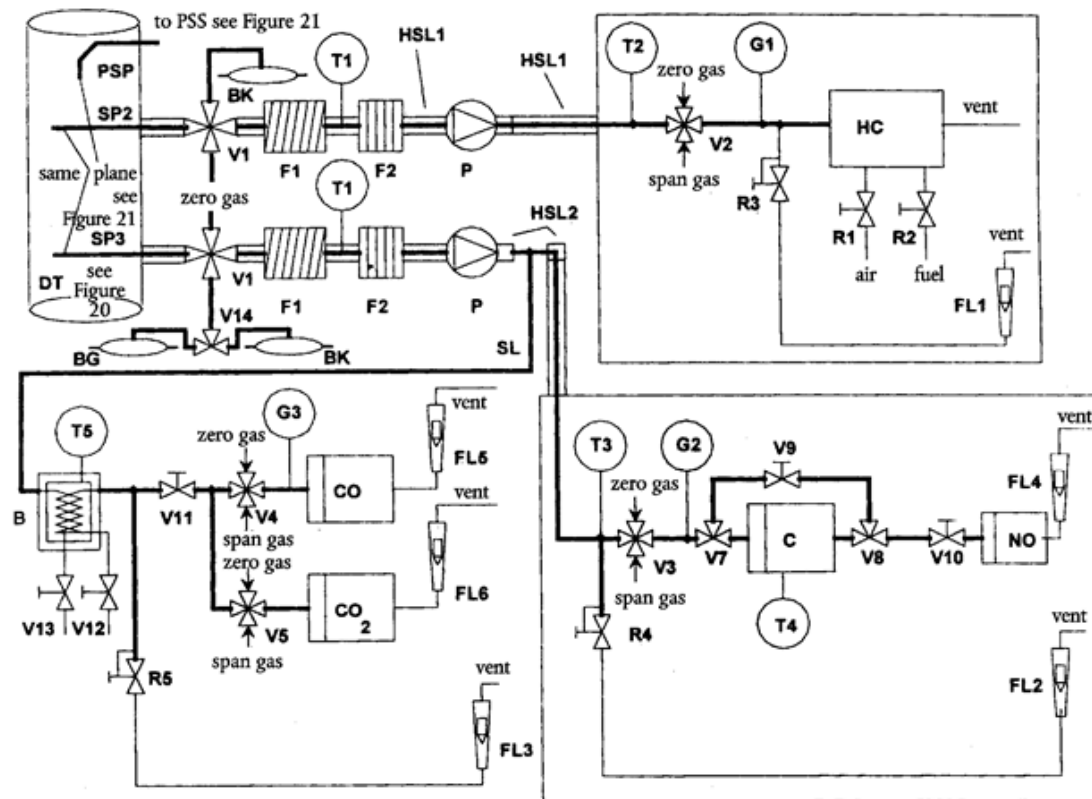 to PSS see Figure 21
PSP
BK
T1
HSL1
HSL1
T2
zero gas
G1
SP2
V1
F1
F2
P
span gas
V2
HC
vent
same plane
see
Figure 21
zero gas
T1
HSL2
R3
R1
R2
air
fuel
vent
SP3
DT
see
Figure
20
V1
F1
F2
P
FL1
V14
BG
BK
SL
T5
zero gas
G3
vent
FL5
T3
zero gas
G2
V9
vent
FL4
B
V11
V4
CO
span gas
zero gas
vent
V3
V7
C
V8
V10
NO
span gas
V13
V12
V5
CO
2
FL6
span gas
R4
T4
vent
R5
vent
FL2
FL3